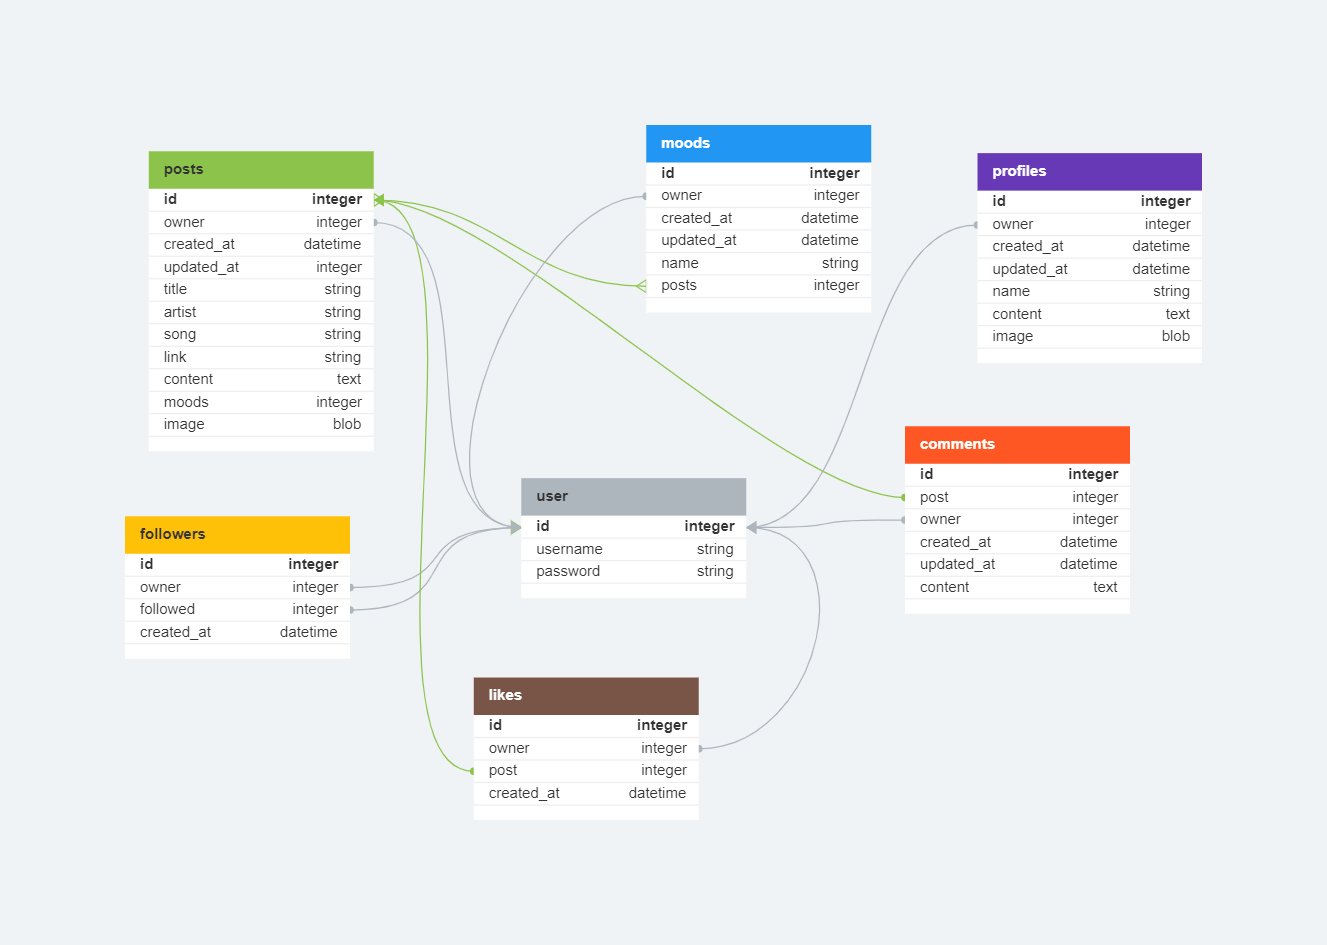 posts
id integer
owner integer
created_at datetime
updated_at integer
title string
artist string
song string
link string
content text
moods integer
image blob
moods
id integer
owner integer
created_at datetime
updated_at datetime
name string
posts integer
profiles
id integer
owner integer
created_at datetime
updated_at datetime
name string
content text
image blob
comments
id integer
post integer
owner integer
created_at datetime
updated_at datetime
content text
user
id integer
username string
password string
followers
id integer
owner integer
followed integer
created_at datetime
likes
id integer
owner integer
post integer
created_at datetime